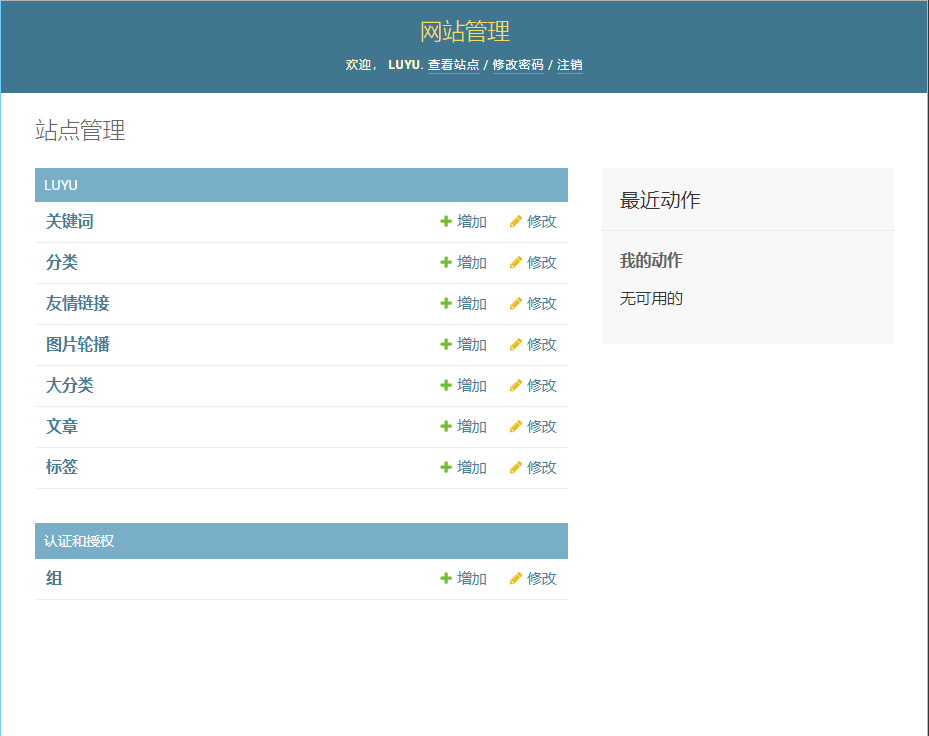 网站管理
欢迎， LUYU. 查看站点 / 修改密码 / 注销
站点管理
LUYU
关键词 增加 修改
分类 增加 修改
友情链接 增加 修改
图片轮播 增加 修改
大分类 增加 修改
文章 增加 修改
标签 增加 修改
认证和授权
组 增加 修改
最近动作
我的动作
无可用的